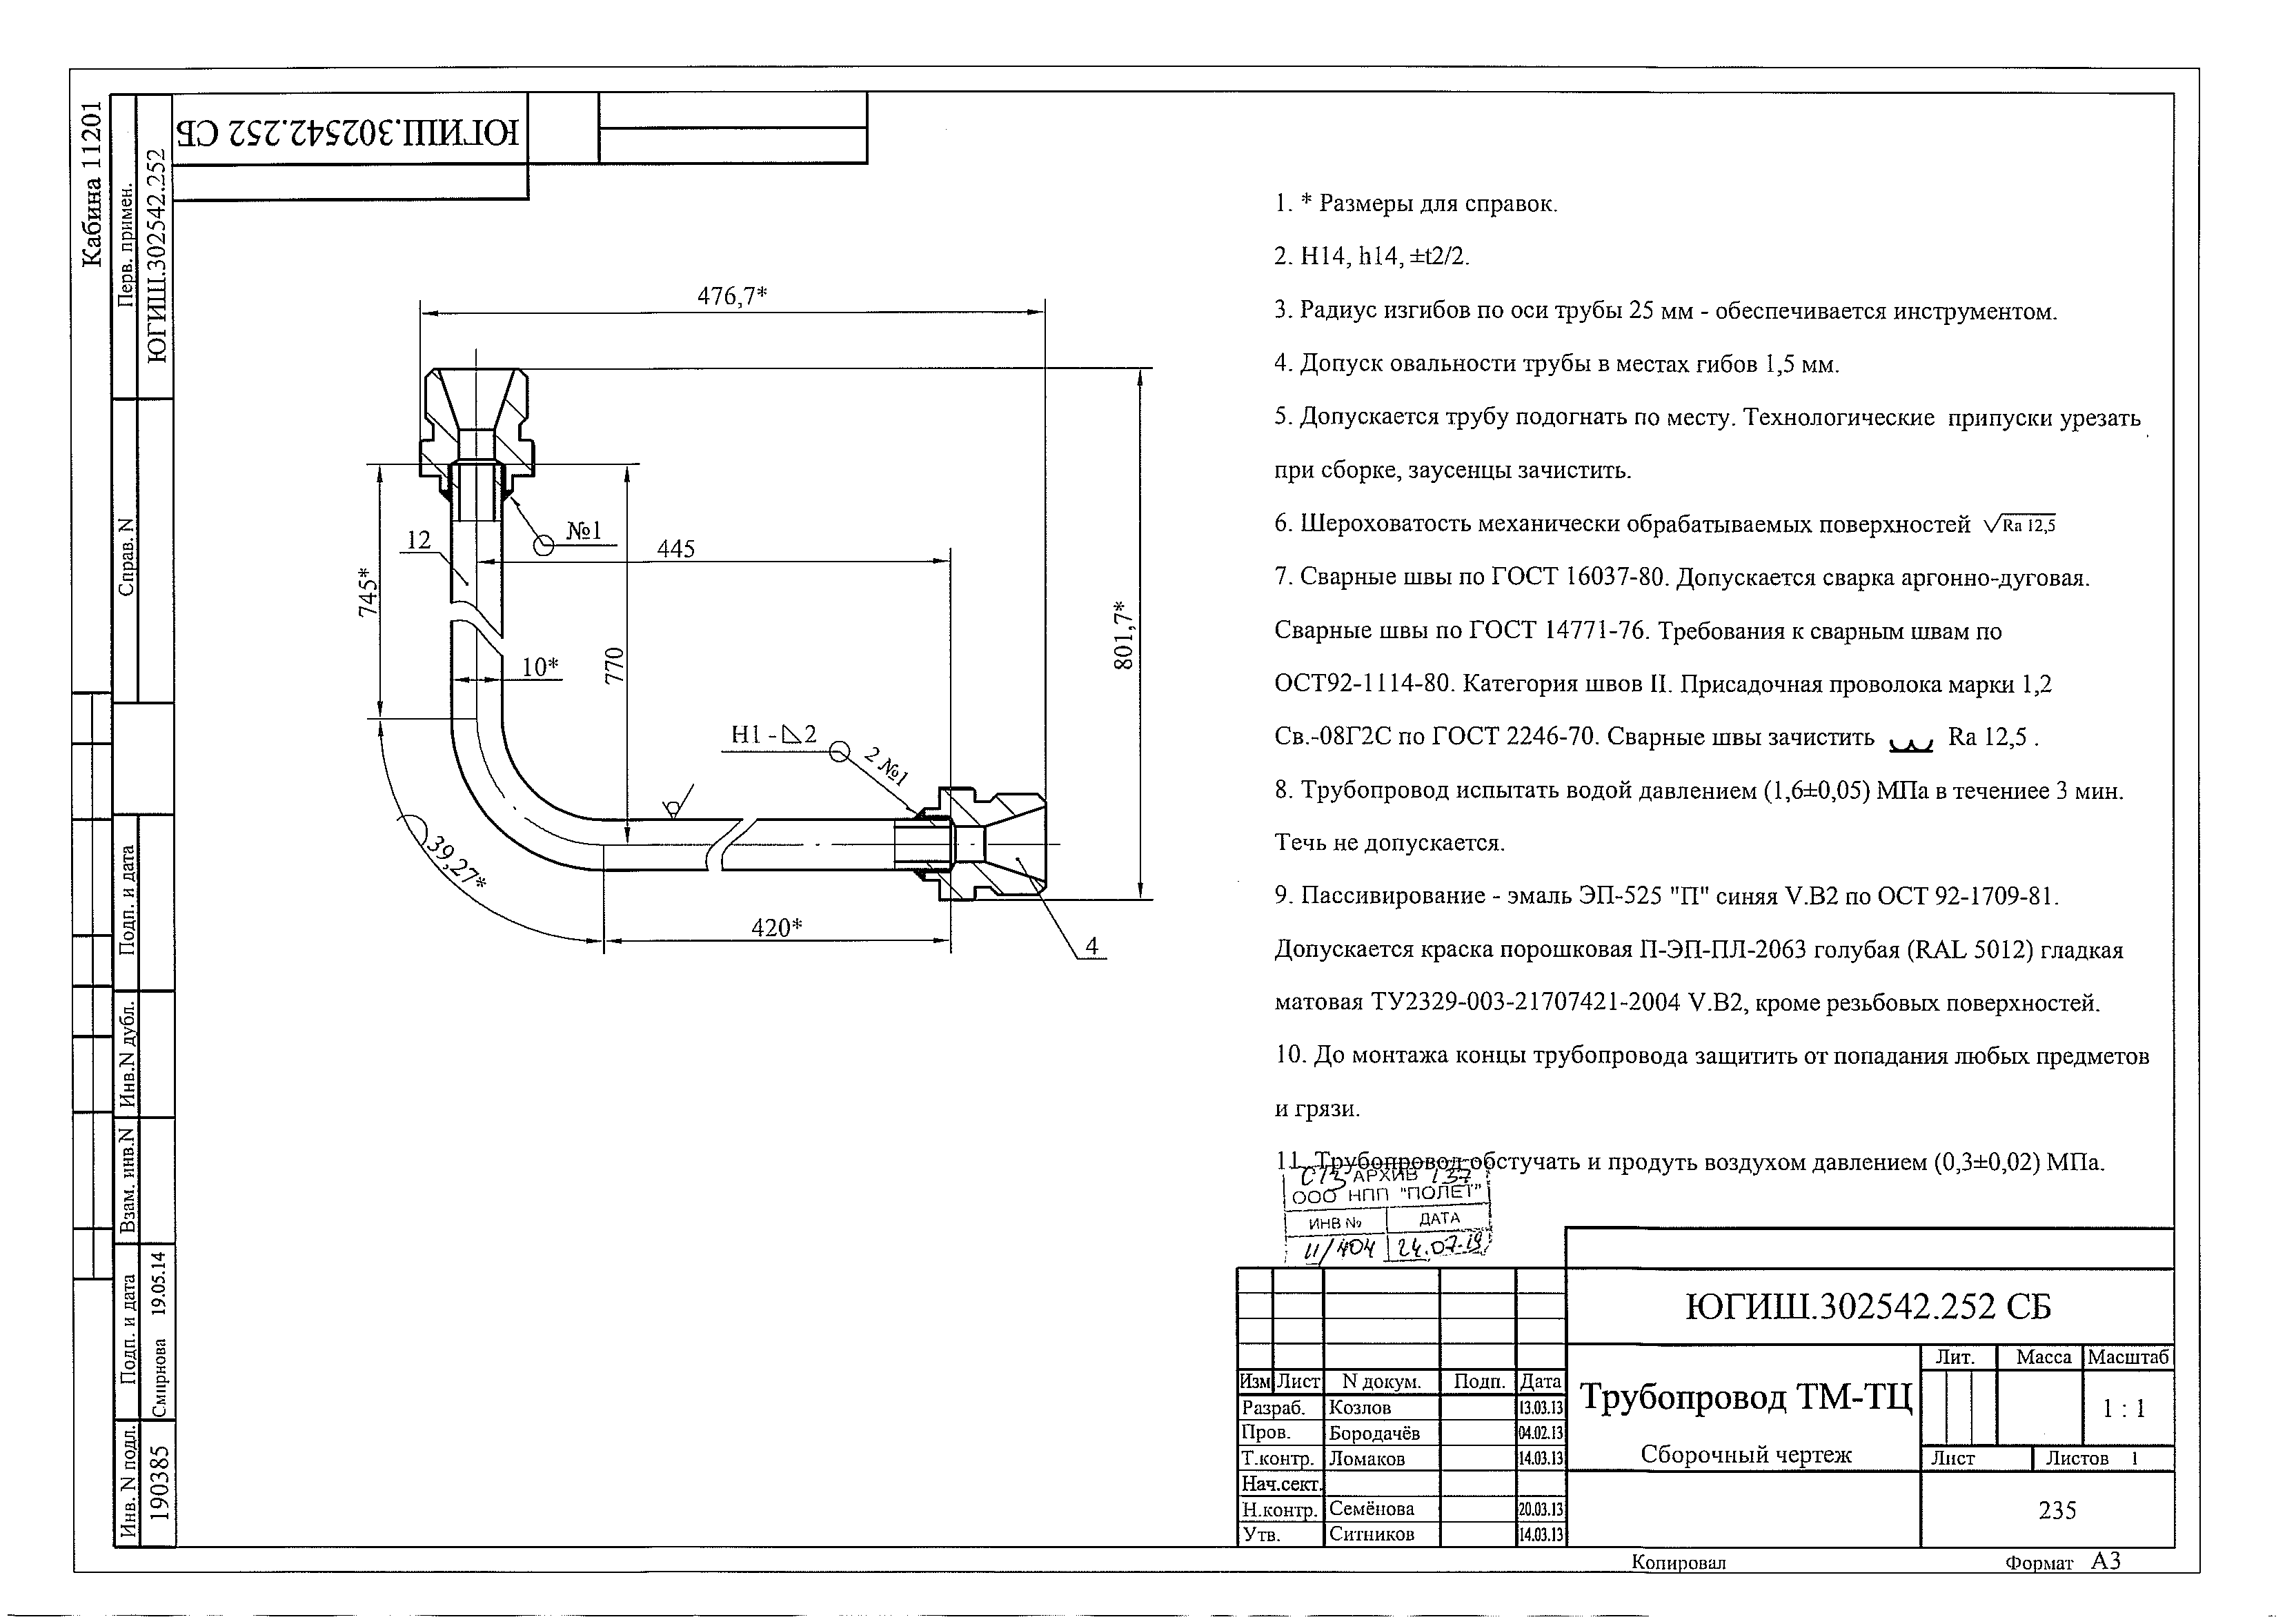 Кабина 11201
Перв. примен.
ЮГИШ.302542.252
Справ. N
Подп. и дата
Инв.N дубл.
Взам. инв.N
Подп. и дата
Смирнова 19.05.14
Инв. N подл.
190385
ЮГИШ.302542.252 СБ
476,7*
745*
12
№1
445
10*
770
801,7*
Н1 - ◺2
2 №1
39,27*
420*
4
1. * Размеры для справок.
2. H14, h14, ±t2/2.
3. Радиус изгибов по оси трубы 25 мм - обеспечивается инструментом.
4. Допуск овальности трубы в местах гибов 1,5 мм.
5. Допускается трубу подогнать по месту. Технологические припуски урезать
при сборке, заусенцы зачистить.
6. Шероховатость механически обрабатываемых поверхностей √Ra 12,5
7. Сварные швы по ГОСТ 16037-80. Допускается сварка аргонно-дуговая.
Сварные швы по ГОСТ 14771-76. Требования к сварным швам по
ОСТ92-1114-80. Категория швов II. Присадочная проволока марки 1,2
Св.-08Г2С по ГОСТ 2246-70. Сварные швы зачистить Ra 12,5 .
8. Трубопровод испытать водой давлением (1,6±0,05) МПа в течениее 3 мин.
Течь не допускается.
9. Пассивирование - эмаль ЭП-525 "П" синяя V.В2 по ОСТ 92-1709-81.
Допускается краска порошковая П-ЭП-ПЛ-2063 голубая (RAL 5012) гладкая
матовая ТУ2329-003-21707421-2004 V.В2, кроме резьбовых поверхностей.
10. До монтажа концы трубопровода защитить от попадания любых предметов
и грязи.
11. Трубопровод обстучать и продуть воздухом давлением (0,3±0,02) МПа.
СПЗ АРХИВ 137
ООО НПП "ПОЛЕТ"
ИНВ № ДАТА
11/404 24.07.19
ЮГИШ.302542.252 СБ
Изм Лист N докум. Подп. Дата
Разраб. Козлов 13.03.13
Пров. Бородачёв 04.02.13
Т.контр. Ломаков 14.03.13
Нач.сект.
Н.контр. Семёнова 20.03.13
Утв. Ситников 14.03.13
Трубопровод ТМ-ТЦ
Сборочный чертеж
Лит. Масса Масштаб
1 : 1
Лист Листов 1
235
Копировал Формат А3